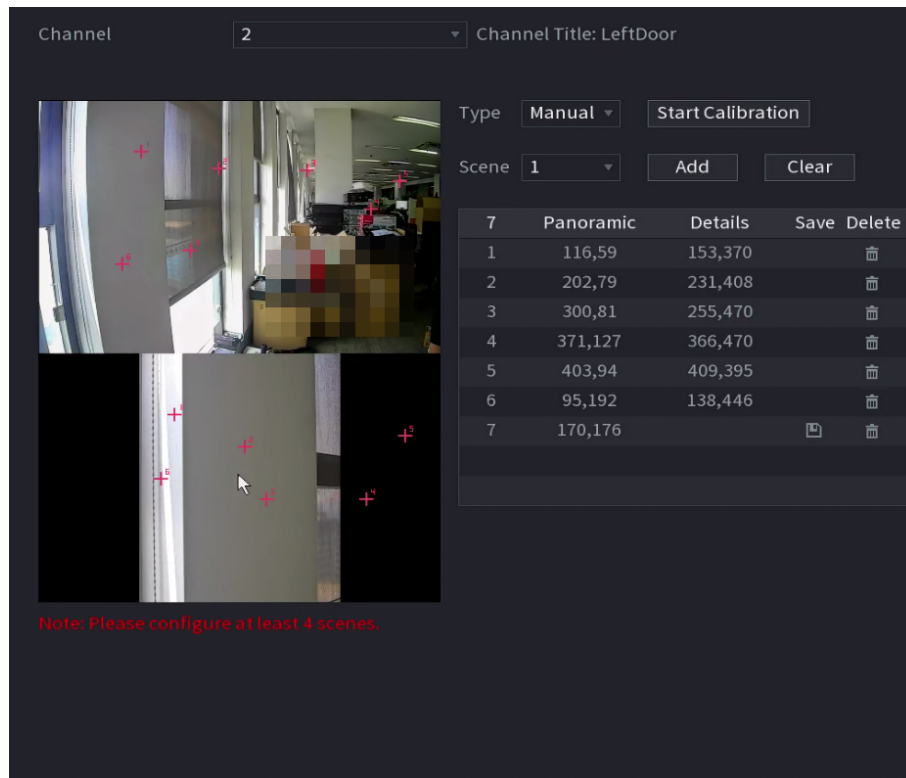 Channel 2 Channel Title: LeftDoor
Type Manual Start Calibration
Scene 1 Add Clear
7 Panoramic Details Save Delete
1 116,59 153,370
2 202,79 231,408
3 300,81 255,470
4 371,127 366,470
5 403,94 409,395
6 95,192 138,446
7 170,176
Note: Please configure at least 4 scenes.